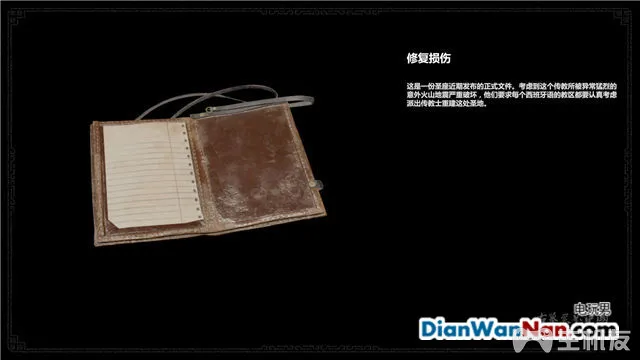 修复损伤
这是一份圣座近期发布的正式文件。考虑到这个传教所被异常猛烈的
意外火山地震严重破坏,他们要求每个西班牙语的教区都要认真考虑
派出传教士重建这处圣地。
电玩男
DianWanNan.com